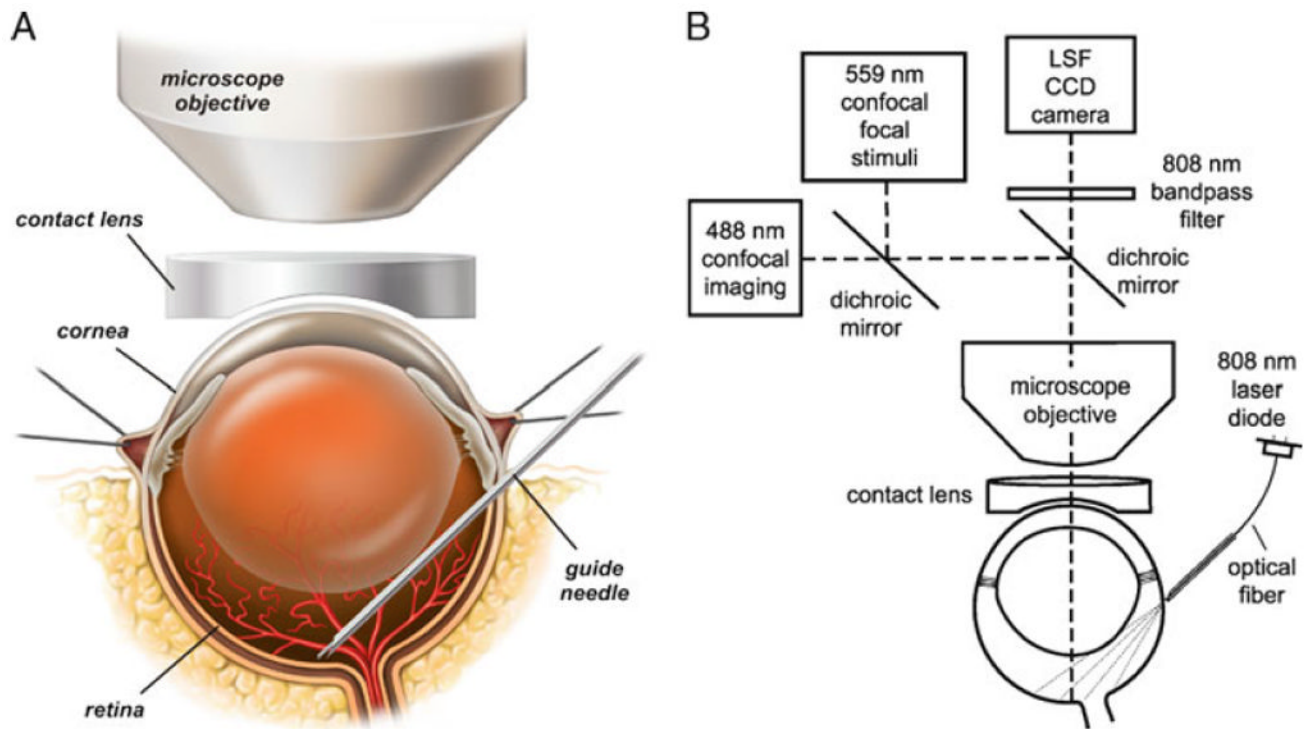 A
microscope
objective
contact lens
cornea
guide
needle
retina
B
559 nm
confocal
focal
stimuli
LSF
CCD
camera
808 nm
bandpass
filter
488 nm
confocal
imaging
dichroic
mirror
dichroic
mirror
microscope
objective
808 nm
laser
diode
contact lens
optical
fiber